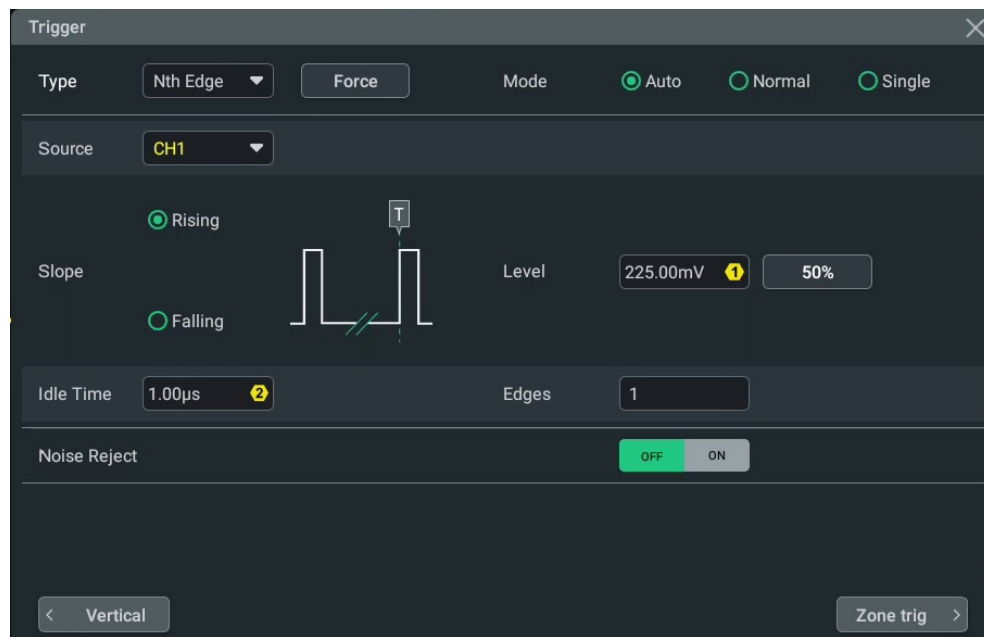 Trigger
Type Nth Edge Force Mode Auto Normal Single
Source CH1
Rising
T
Slope Level 225.00mV 1 50%
Falling
Idle Time 1.00µs 2 Edges 1
Noise Reject OFF ON
< Vertical Zone trig >